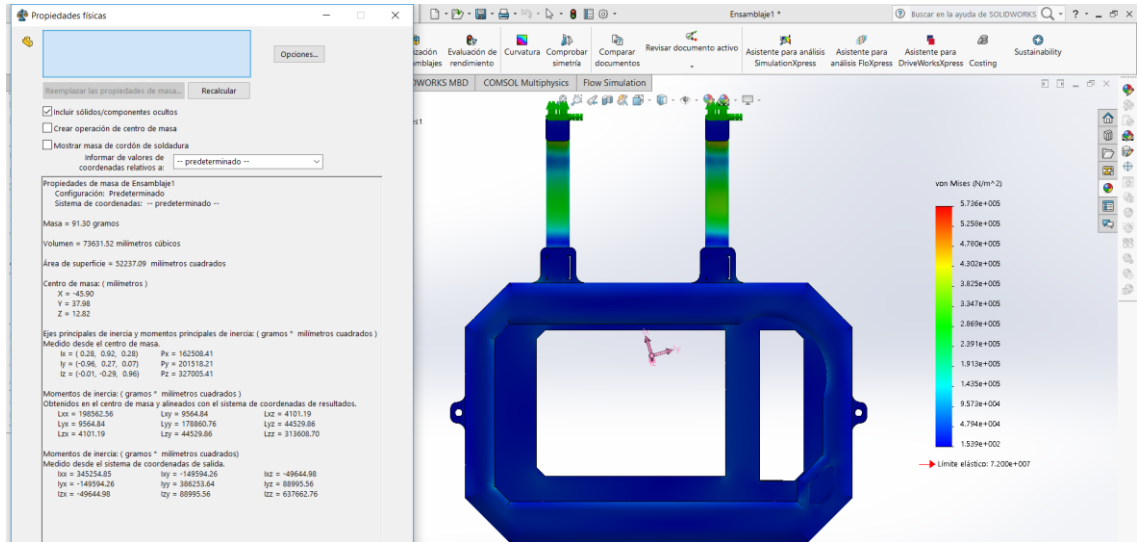 Propiedades físicas
Opciones...
Reemplazar las propiedades de masa...
Recalcular
Incluir sólidos/componentes ocultos
Crear operación de centro de masa
Mostrar masa de cordón de soldadura
Informar de valores de
coordenadas relativos a:
-- predeterminado --
Propiedades de masa de Ensamblaje1
Configuración: Predeterminado
Sistema de coordenadas: -- predeterminado --
Masa = 91.30 gramos
Volumen = 73631.52 milímetros cúbicos
Área de superficie = 52237.09 milímetros cuadrados
Centro de masa: ( milímetros )
X = -45.90
Y = 37.98
Z = 12.82
Ejes principales de inercia y momentos principales de inercia: ( gramos * milímetros cuadrados )
Medido desde el centro de masa.
Ix = ( 0.28, 0.92, 0.28) Px = 162508.41
Iy = (-0.96, 0.27, 0.07) Py = 201518.21
Iz = (-0.01, -0.29, 0.96) Pz = 327005.41
Momentos de inercia: ( gramos * milímetros cuadrados )
Obtenidos en el centro de masa y alineados con el sistema de coordenadas de resultados.
Lxx = 198562.56 Lxy = 9564.84 Lxz = 4101.19
Lyx = 9564.84 Lyy = 178860.76 Lyz = 44529.86
Lzx = 4101.19 Lzy = 44529.86 Lzz = 313608.70
Momentos de inercia: ( gramos * milímetros cuadrados)
Medido desde el sistema de coordenadas de salida.
Ixx = 345254.85 Ixy = -149594.26 Ixz = -49644.98
Iyx = -149594.26 Iyy = 386253.64 Iyz = 88995.56
Izx = -49644.98 Izy = 88995.56 Izz = 637662.76
Ensamblaje1 *
Buscar en la ayuda de SOLIDWORKS
Evaluación de
rendimiento
Curvatura
Comprobar
simetría
Comparar
documentos
Revisar documento activo
Asistente para análisis
SimulationXpress
Asistente para
análisis FloXpress
Asistente para
DriveWorksXpress
Costing
Sustainability
COMSOL Multiphysics
Flow Simulation
von Mises (N/m^2)
5.736e+005
5.258e+005
4.780e+005
4.302e+005
3.825e+005
3.347e+005
2.869e+005
2.391e+005
1.913e+005
1.435e+005
9.573e+004
4.794e+004
1.539e+002
Límite elástico: 7.200e+007